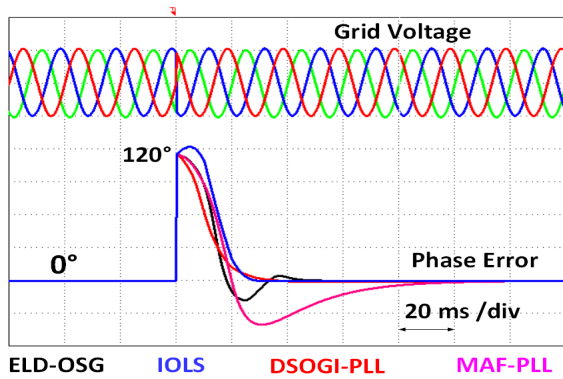 Grid Voltage
120°
0°
Phase Error
20 ms /div
ELD-OSG IOLS DSOGI-PLL MAF-PLL